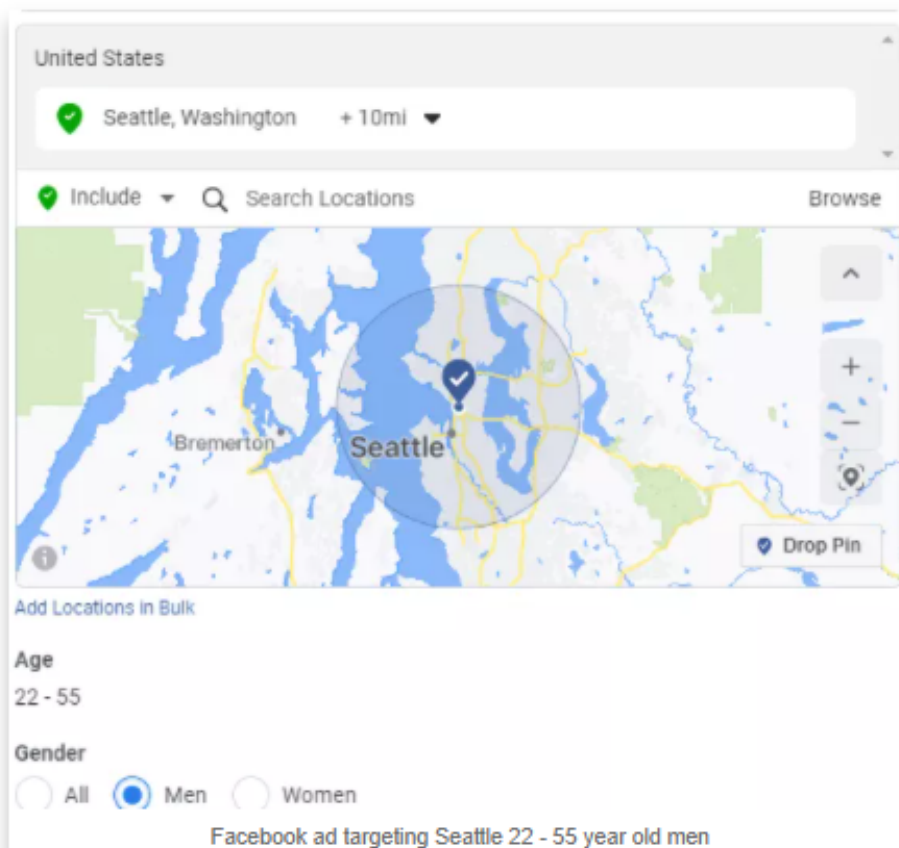 United States
Seattle, Washington + 10mi
Include Search Locations Browse
Bremerton
Seattle
Drop Pin
Add Locations in Bulk
Age
22 - 55
Gender
All Men Women
Facebook ad targeting Seattle 22 - 55 year old men